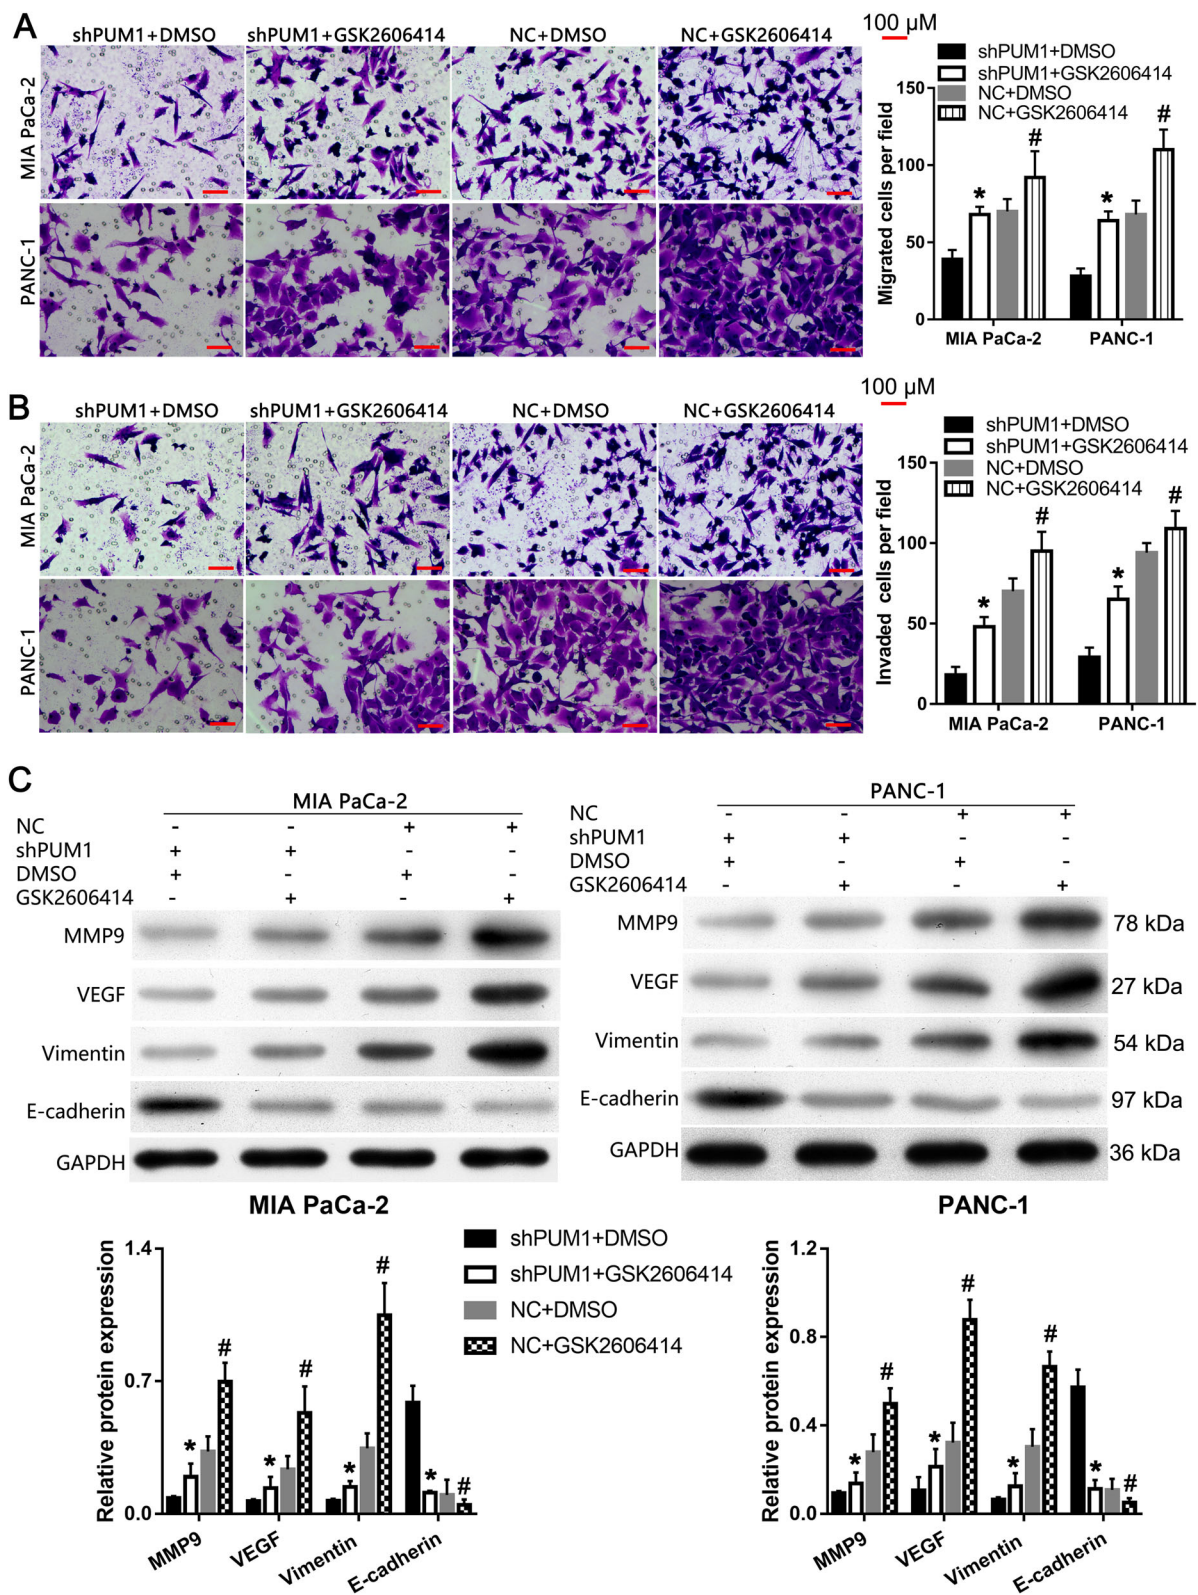 A
shPUM1+DMSO
shPUM1+GSK2606414
NC+DMSO
NC+GSK2606414
MIA PaCa-2
PANC-1
100 μM
shPUM1+DMSO
shPUM1+GSK2606414
NC+DMSO
NC+GSK2606414
Migrated cells per field
150
100
50
0
* # * #
MIA PaCa-2 PANC-1
B
shPUM1+DMSO
shPUM1+GSK2606414
NC+DMSO
NC+GSK2606414
MIA PaCa-2
PANC-1
100 μM
shPUM1+DMSO
shPUM1+GSK2606414
NC+DMSO
NC+GSK2606414
Invaded cells per field
150
100
50
0
* # * #
MIA PaCa-2 PANC-1
C
MIA PaCa-2
NC - - + +
shPUM1 + + - -
DMSO + - + -
GSK2606414 - + - +
MMP9
VEGF
Vimentin
E-cadherin
GAPDH
PANC-1
NC - - + +
shPUM1 + + - -
DMSO + - + -
GSK2606414 - + - +
MMP9 78 kDa
VEGF 27 kDa
Vimentin 54 kDa
E-cadherin 97 kDa
GAPDH 36 kDa
MIA PaCa-2
Relative protein expression
1.4
0.7
0.0
* # * # * # * #
MMP9 VEGF Vimentin E-cadherin
shPUM1+DMSO
shPUM1+GSK2606414
NC+DMSO
NC+GSK2606414
PANC-1
Relative protein expression
1.2
0.8
0.4
0.0
* # * # * # * #
MMP9 VEGF Vimentin E-cadherin